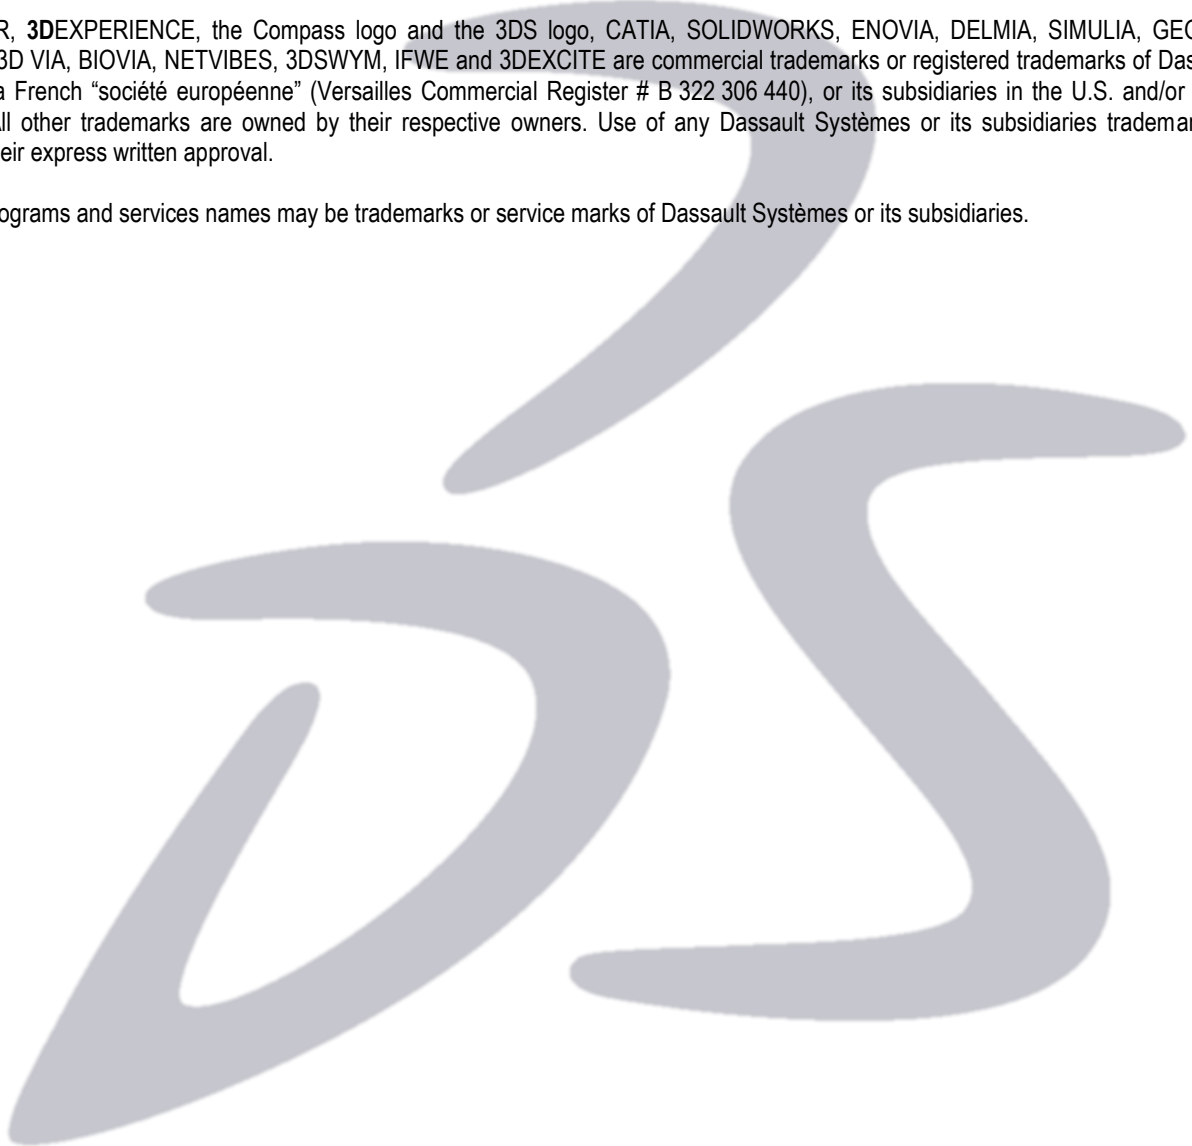 R, 3DEXPERIENCE, the Compass logo and the 3DS logo, CATIA, SOLIDWORKS, ENOVIA, DELMIA, SIMULIA, GEO
3D VIA, BIOVIA, NETVIBES, 3DSWYM, IFWE and 3DEXCITE are commercial trademarks or registered trademarks of Das
a French “société européenne” (Versailles Commercial Register # B 322 306 440), or its subsidiaries in the U.S. and/or
All other trademarks are owned by their respective owners. Use of any Dassault Systèmes or its subsidiaries tradema
eir express written approval.
ograms and services names may be trademarks or service marks of Dassault Systèmes or its subsidiaries.